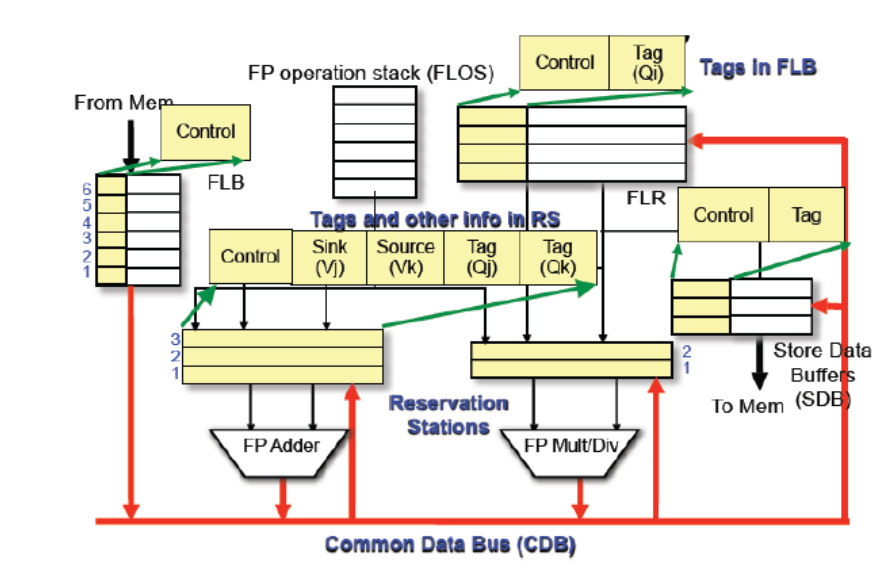 Control
Tag
(Qi)
Tags in FLB
FP operation stack (FLOS)
From Mem
Control
FLB
6
5
4
3
2
1
FLR
Control
Tag
Tags and other info in RS
Control
Sink
(Vj)
Source
(Vk)
Tag
(Qj)
Tag
(Qk)
3
2
1
2
1
Store Data
Buffers
(SDB)
To Mem
Reservation
Stations
FP Adder
FP Mult/Div
Common Data Bus (CDB)